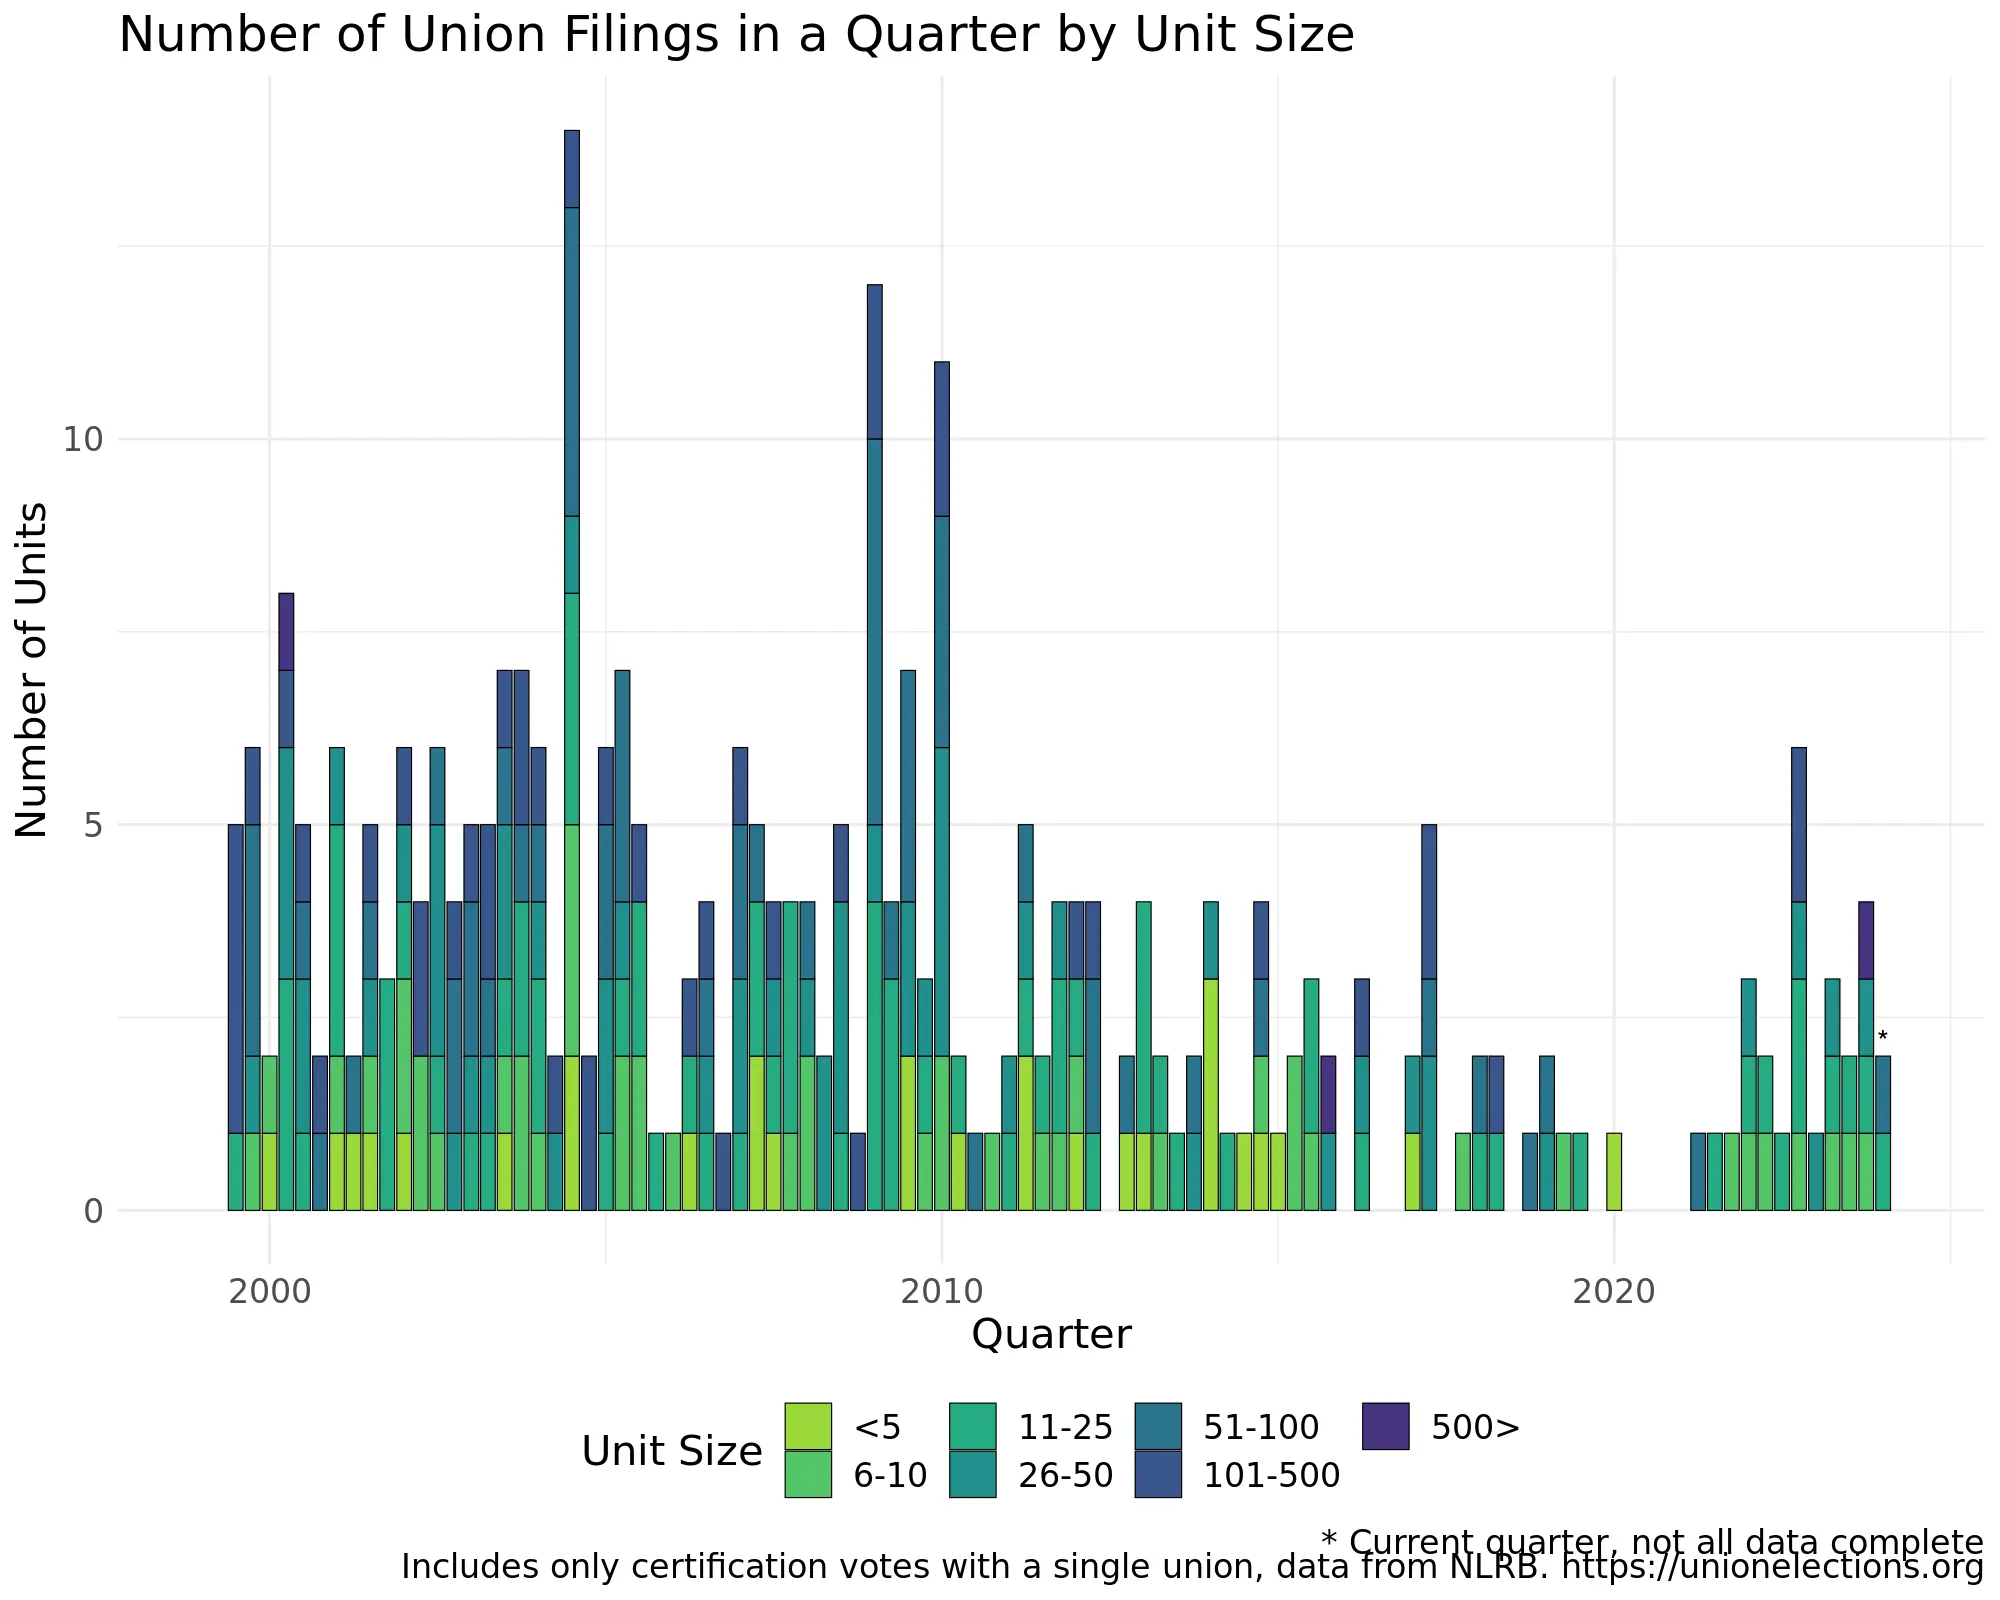 Number of Union Filings in a Quarter by Unit Size
Number of Units
10
5
0
*
2000 2010 2020
Quarter
Unit Size
<5 11-25 51-100 500>
6-10 26-50 101-500
* Current quarter, not all data complete
Includes only certification votes with a single union, data from NLRB. https://unionelections.org